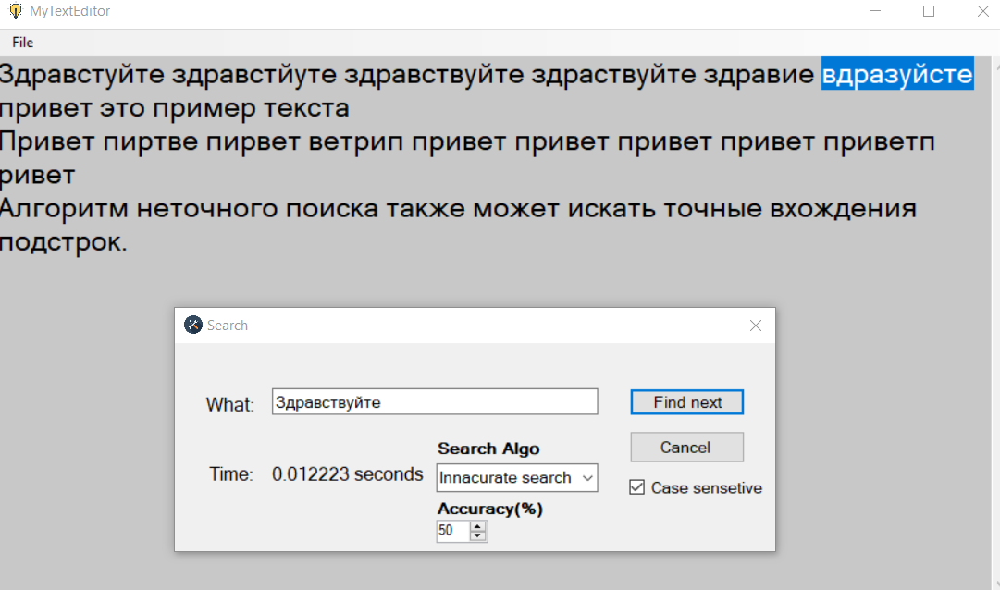 MyTextEditor
File
Здравстуйте здравстйуте здравствуйте здраствуйте здравие вдразуйсте
привет это пример текста
Привет пиртве пирвет ветрип привет привет привет привет приветп
ривет
Алгоритм неточного поиска также может искать точные вхождения
подстрок.
Search
What: Здравствуйте Find next
Search Algo Cancel
Time: 0.012223 seconds Innacurate search Case sensetive
Accuracy(%)
50